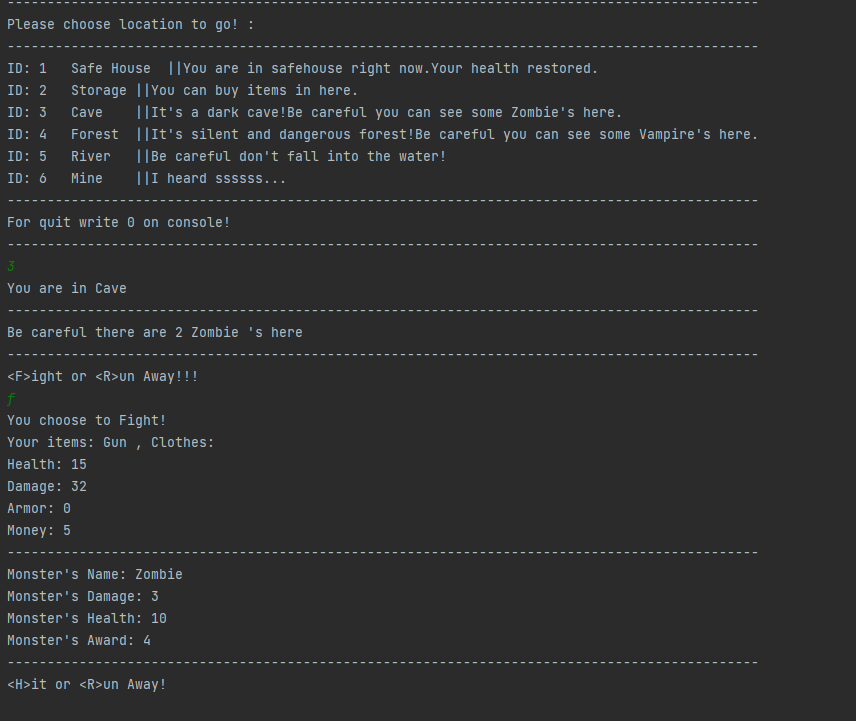 ----------------------------------------------------------------------------------------------
Please choose location to go! :
----------------------------------------------------------------------------------------------
ID: 1   Safe House  ||You are in safehouse right now.Your health restored.
ID: 2   Storage ||You can buy items in here.
ID: 3   Cave    ||It's a dark cave!Be careful you can see some Zombie's here.
ID: 4   Forest  ||It's silent and dangerous forest!Be careful you can see some Vampire's here.
ID: 5   River   ||Be careful don't fall into the water!
ID: 6   Mine    ||I heard ssssss...
----------------------------------------------------------------------------------------------
For quit write 0 on console!
----------------------------------------------------------------------------------------------
3
You are in Cave
----------------------------------------------------------------------------------------------
Be careful there are 2 Zombie 's here
----------------------------------------------------------------------------------------------
<F>ight or <R>un Away!!!
f
You choose to Fight!
Your items: Gun , Clothes:
Health: 15
Damage: 32
Armor: 0
Money: 5
----------------------------------------------------------------------------------------------
Monster's Name: Zombie
Monster's Damage: 3
Monster's Health: 10
Monster's Award: 4
----------------------------------------------------------------------------------------------
<H>it or <R>un Away!